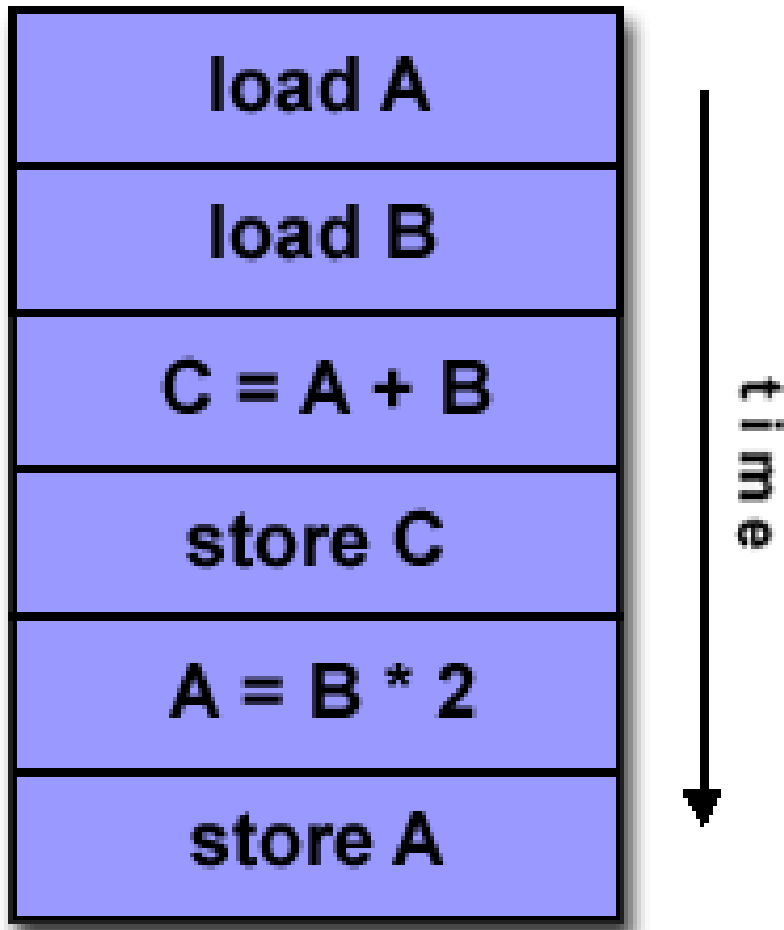 load A
load B
C = A + B
store C
A = B * 2
store A
time